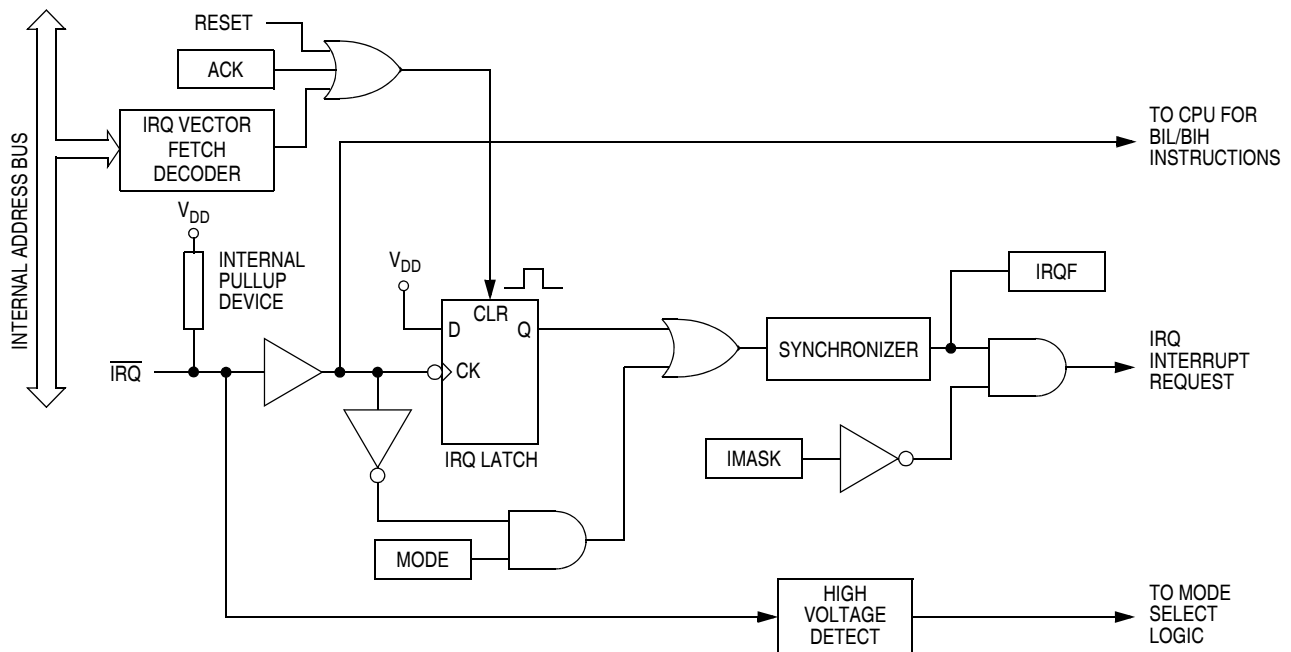 INTERNAL ADDRESS BUS
RESET
ACK
IRQ VECTOR
FETCH
DECODER
TO CPU FOR
BIL/BIH
INSTRUCTIONS
VDD
INTERNAL
PULLUP
DEVICE
VDD
D
CLR
Q
CK
IRQ LATCH
IRQ
SYNCHRONIZER
IRQF
IRQ
INTERRUPT
REQUEST
IMASK
MODE
HIGH
VOLTAGE
DETECT
TO MODE
SELECT
LOGIC